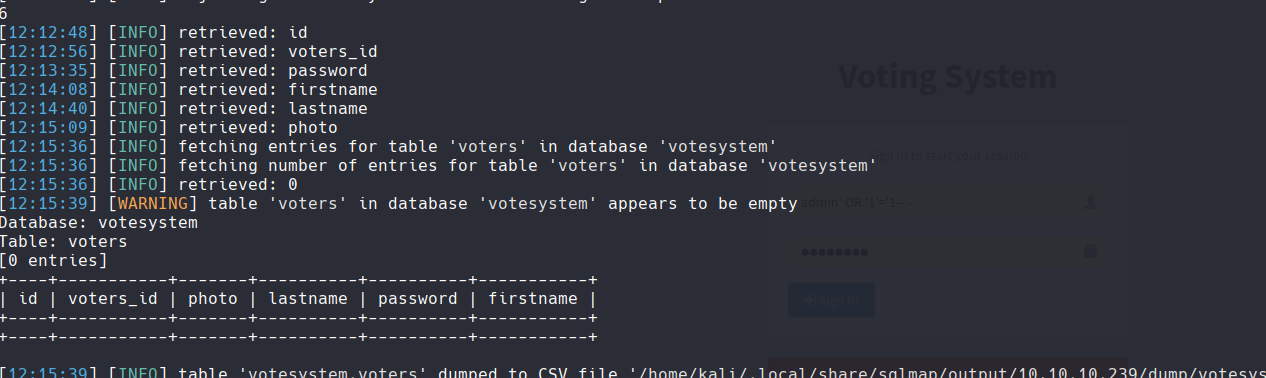 6
[12:12:48] [INFO] retrieved: id
[12:12:56] [INFO] retrieved: voters_id
[12:13:35] [INFO] retrieved: password
[12:14:08] [INFO] retrieved: firstname
[12:14:40] [INFO] retrieved: lastname
[12:15:09] [INFO] retrieved: photo
[12:15:36] [INFO] fetching entries for table 'voters' in database 'votesystem'
[12:15:36] [INFO] fetching number of entries for table 'voters' in database 'votesystem'
[12:15:36] [INFO] retrieved: 0
[12:15:39] [WARNING] table 'voters' in database 'votesystem' appears to be empty
Database: votesystem
Table: voters
[0 entries]
+----+-----------+-------+----------+----------+-----------+
| id | voters_id | photo | lastname | password | firstname |
+----+-----------+-------+----------+----------+-----------+
+----+-----------+-------+----------+----------+-----------+
[12:15:39] [INFO] table 'votesystem.voters' dumped to CSV file '/home/kali/.local/share/sqlmap/output/10.10.10.239/dump/votesys
Voting System
Sign in to start your session
Sign In